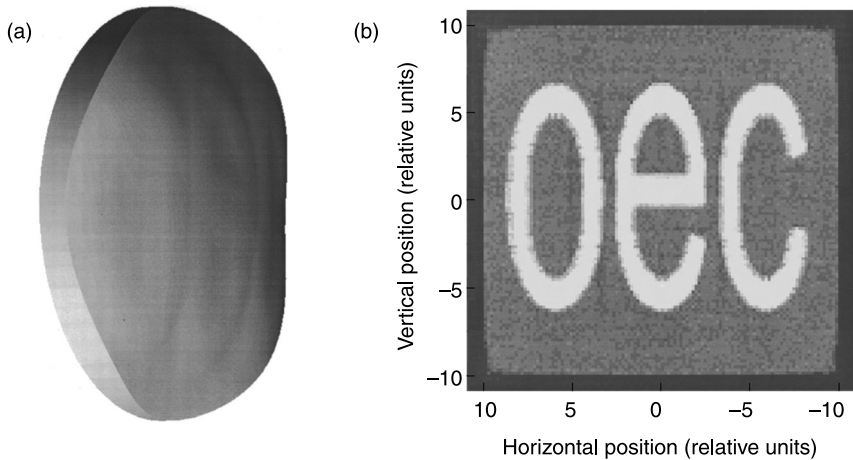 (a)
(b)
oec
Vertical position (relative units)
10
5
0
−5
−10
10 5 0 −5 −10
Horizontal position (relative units)